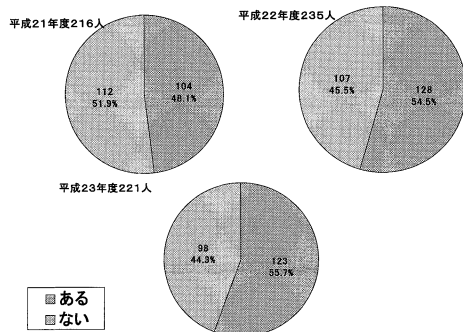 平成21年度216人
112
51.9%
104
48.1%
平成22年度235人
107
45.5%
128
54.5%
平成23年度221人
98
44.3%
123
55.7%
ある
ない